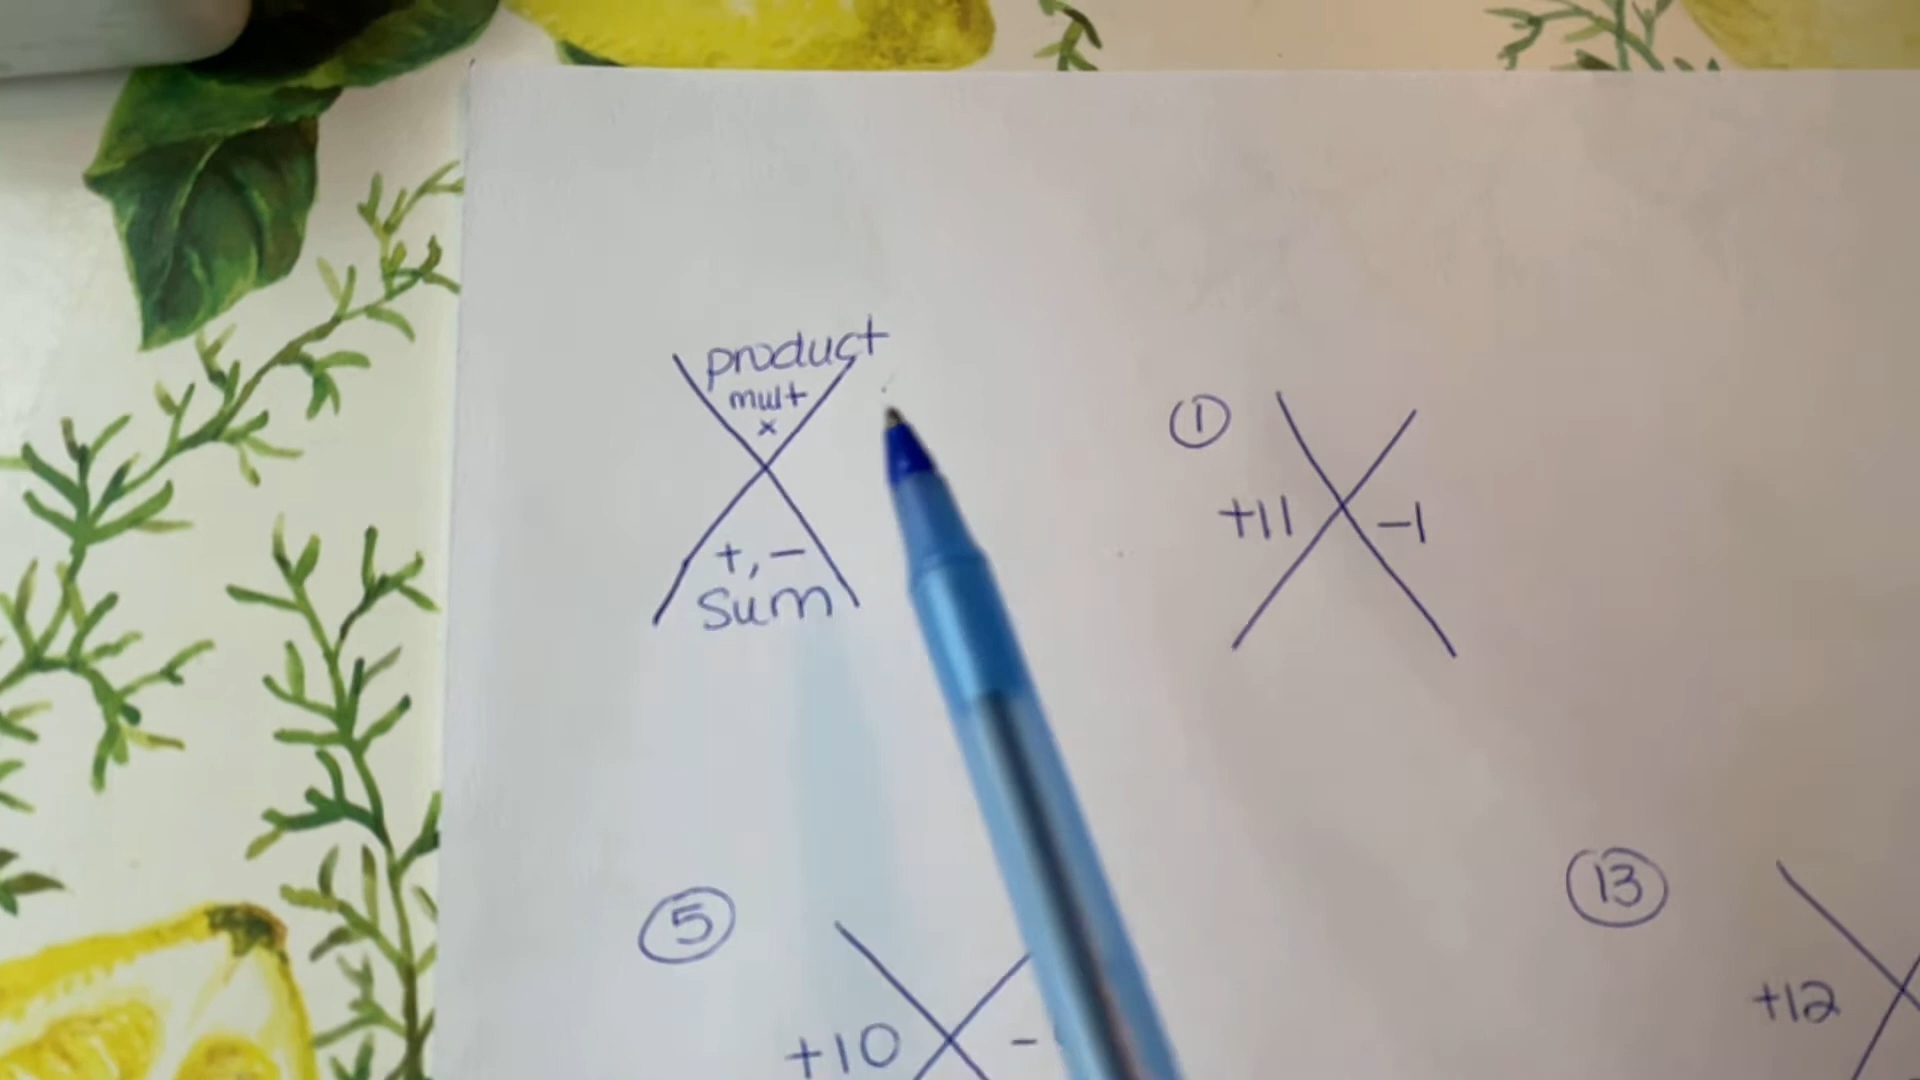 product
mult
×
+, −
Sum
①
+11 −1
⑤
+10 −
⑬
+12